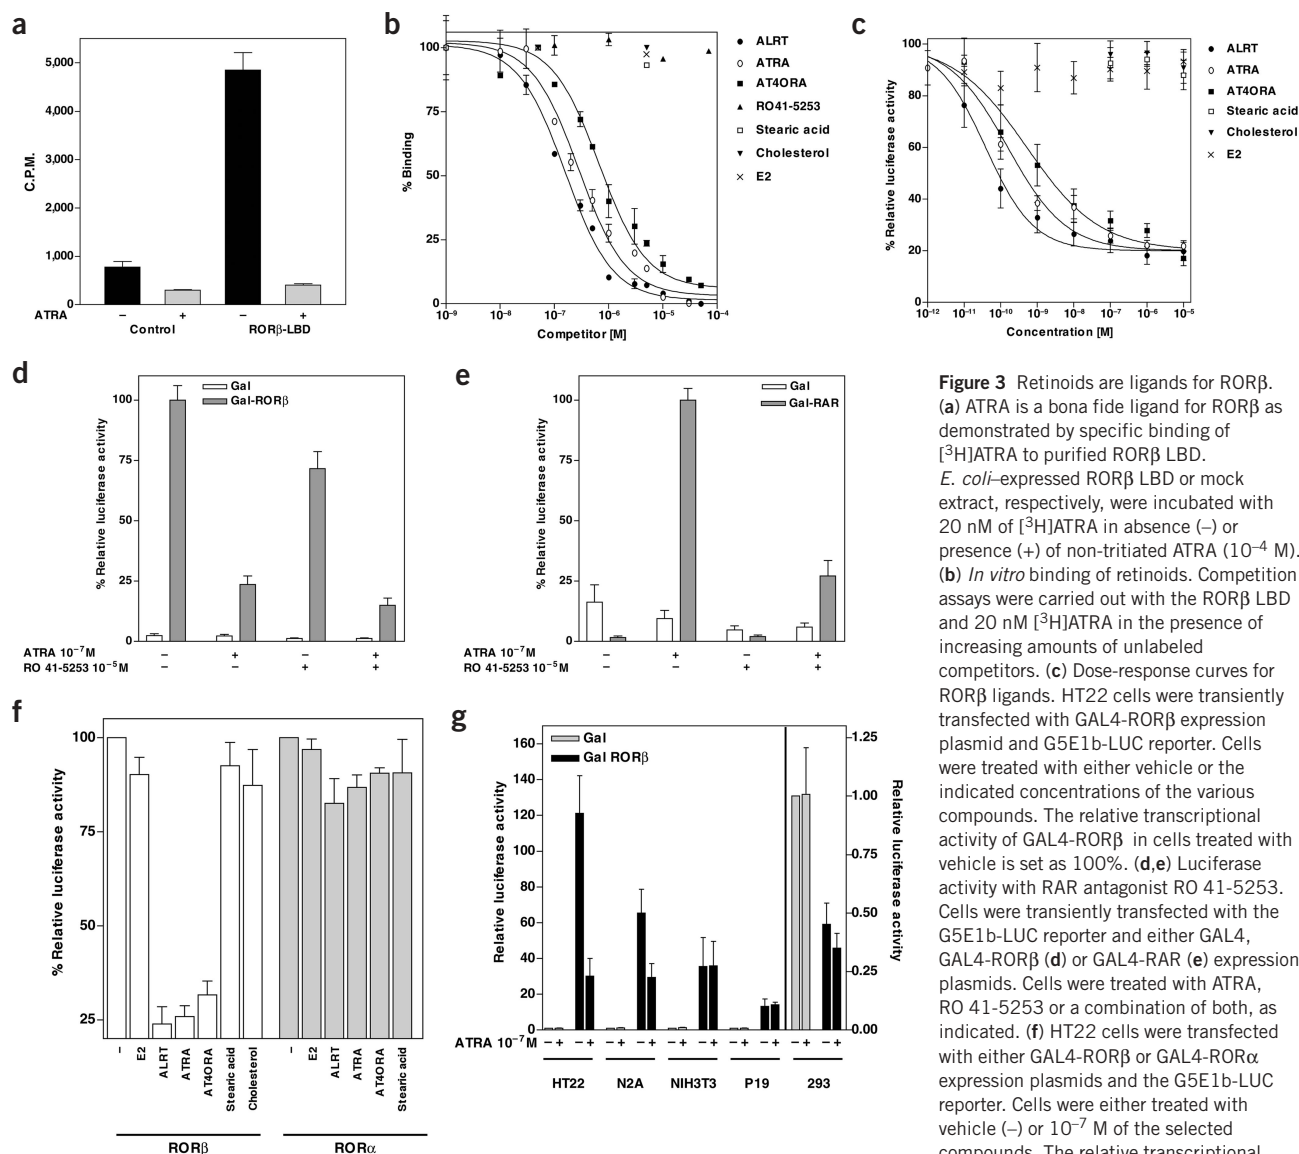 a
5,000
4,000
3,000
2,000
1,000
0
C.P.M.
ATRA
– + – +
Control RORβ-LBD
b
100
75
50
25
0
% Binding
10⁻⁹ 10⁻⁸ 10⁻⁷ 10⁻⁶ 10⁻⁵ 10⁻⁴
Competitor [M]
ALRT
ATRA
AT4ORA
RO41-5253
Stearic acid
Cholesterol
E2
c
100
80
60
40
20
0
% Relative luciferase activity
10⁻¹² 10⁻¹¹ 10⁻¹⁰ 10⁻⁹ 10⁻⁸ 10⁻⁷ 10⁻⁶ 10⁻⁵
Concentration [M]
ALRT
ATRA
AT4ORA
Stearic acid
Cholesterol
E2
d
Gal
Gal-RORβ
100
75
50
25
0
% Relative luciferase activity
ATRA 10⁻⁷M – + – +
RO 41-5253 10⁻⁵M – – + +
e
Gal
Gal-RAR
100
75
50
25
0
% Relative luciferase activity
ATRA 10⁻⁷M – + – +
RO 41-5253 10⁻⁵M – – + +
f
100
75
50
25
% Relative luciferase activity
–
E2
ALRT
ATRA
AT4ORA
Stearic acid
Cholesterol
–
E2
ALRT
ATRA
AT4ORA
Stearic acid
RORβ RORα
g
Gal
Gal RORβ
160
140
120
100
80
60
40
20
0
Relative luciferase activity
1.25
1.00
0.75
0.50
0.25
0.00
Relative luciferase activity
ATRA 10⁻⁷M – + – + – + – + – + – + – + – + – + – +
HT22 N2A NIH3T3 P19 293
Figure 3 Retinoids are ligands for RORβ.
(a) ATRA is a bona fide ligand for RORβ as
demonstrated by specific binding of
[³H]ATRA to purified RORβ LBD.
E. coli–expressed RORβ LBD or mock
extract, respectively, were incubated with
20 nM of [³H]ATRA in absence (–) or
presence (+) of non-tritiated ATRA (10⁻⁴ M).
(b) In vitro binding of retinoids. Competition
assays were carried out with the RORβ LBD
and 20 nM [³H]ATRA in the presence of
increasing amounts of unlabeled
competitors. (c) Dose-response curves for
RORβ ligands. HT22 cells were transiently
transfected with GAL4-RORβ expression
plasmid and G5E1b-LUC reporter. Cells
were treated with either vehicle or the
indicated concentrations of the various
compounds. The relative transcriptional
activity of GAL4-RORβ in cells treated with
vehicle is set as 100%. (d,e) Luciferase
activity with RAR antagonist RO 41-5253.
Cells were transiently transfected with the
G5E1b-LUC reporter and either GAL4,
GAL4-RORβ (d) or GAL4-RAR (e) expression
plasmids. Cells were treated with ATRA,
RO 41-5253 or a combination of both, as
indicated. (f) HT22 cells were transfected
with either GAL4-RORβ or GAL4-RORα
expression plasmids and the G5E1b-LUC
reporter. Cells were either treated with
vehicle (–) or 10⁻⁷ M of the selected
compounds. The relative transcriptional